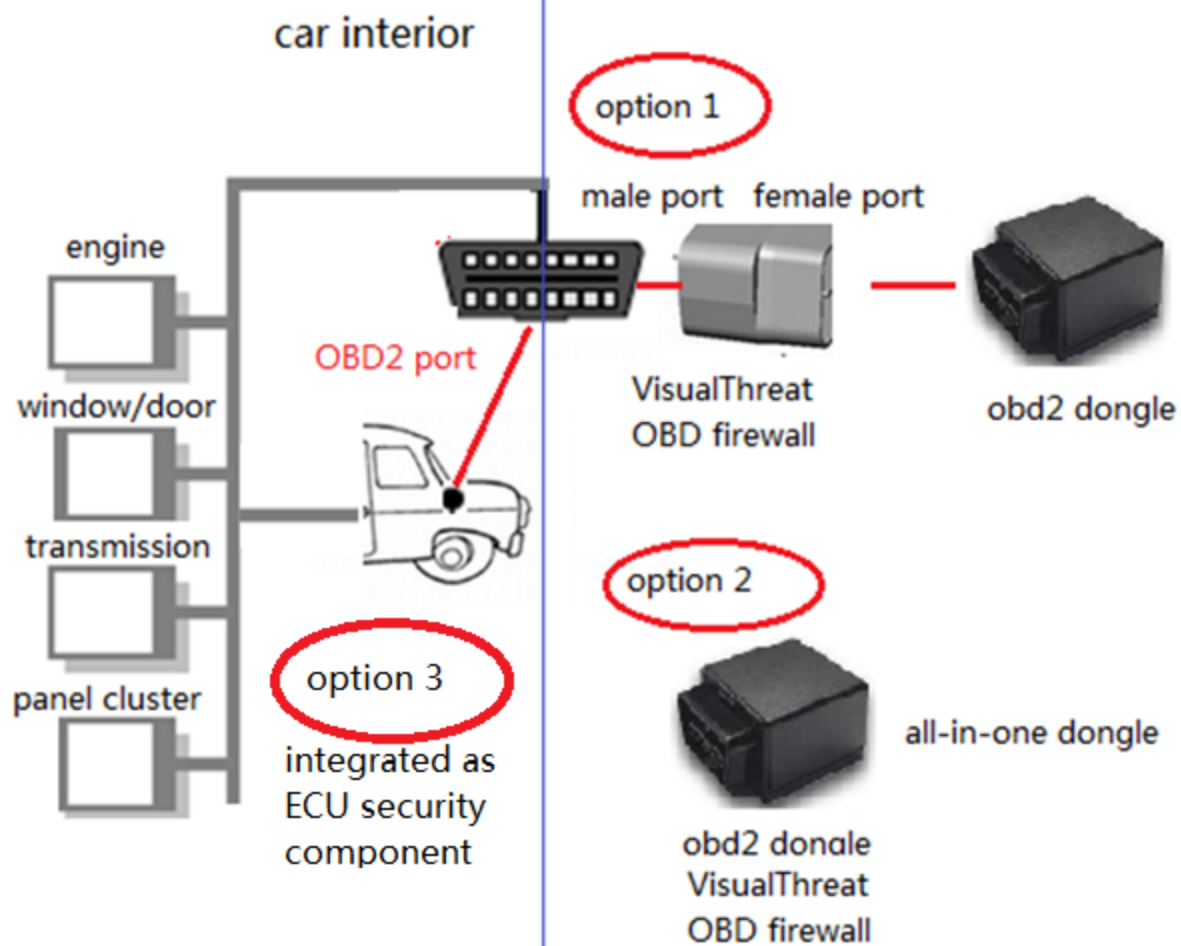 car interior
option 1
male port female port
engine
OBD2 port
window/door
VisualThreat
OBD firewall
obd2 dongle
transmission
option 2
option 3
panel cluster
all-in-one dongle
integrated as
ECU security
component
obd2 dongle
VisualThreat
OBD firewall